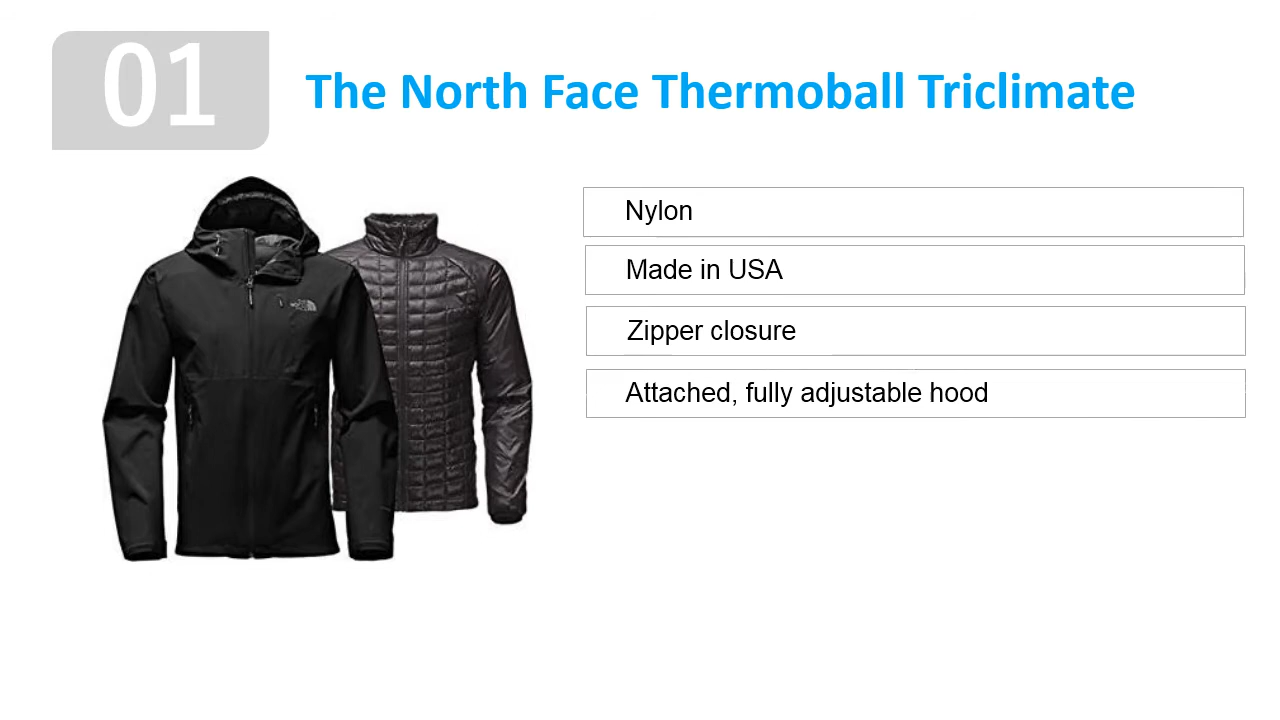 01
The North Face Thermoball Triclimate
Nylon
Made in USA
Zipper closure
Attached, fully adjustable hood